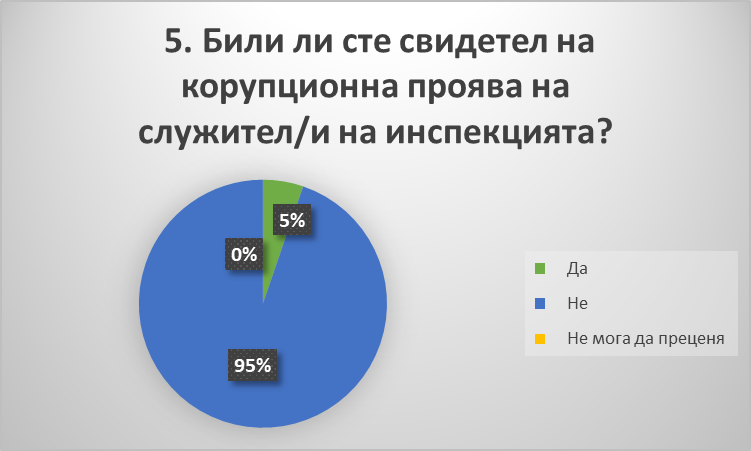 5. Били ли сте свидетел на
корупционна проява на
служител/и на инспекцията?
5%
0%
95%
Да
Не
Не мога да преценя